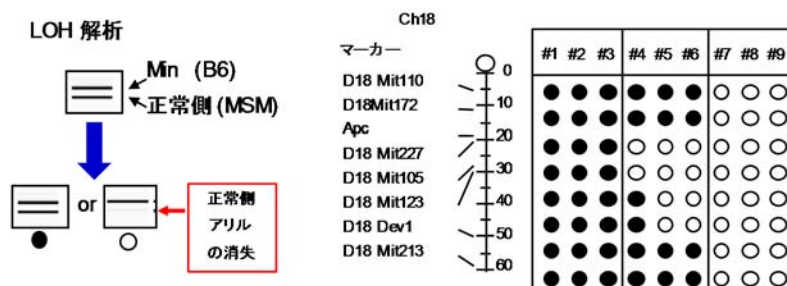 LOH 解析
Min (B6)
正常側 (MSM)
or
正常側
アリル
の消失
Ch18
マーカー
D18 Mit110
D18Mit172
Apc
D18 Mit227
D18 Mit105
D18 Mit123
D18 Dev1
D18 Mit213
0
10
20
30
40
50
60
#1 #2 #3 #4 #5 #6 #7 #8 #9